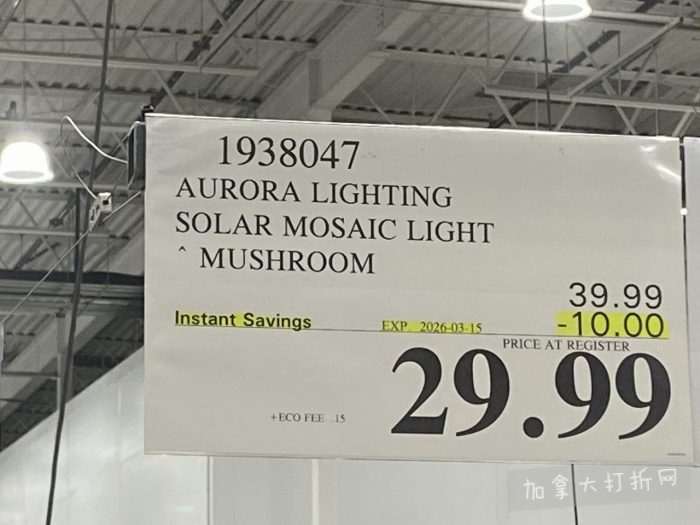 1938047
AURORA LIGHTING
SOLAR MOSAIC LIGHT
^ MUSHROOM
39.99
Instant Savings EXP. 2026-03-15 -10.00
PRICE AT REGISTER
29.99
+ECO FEE .15
加拿大打折网